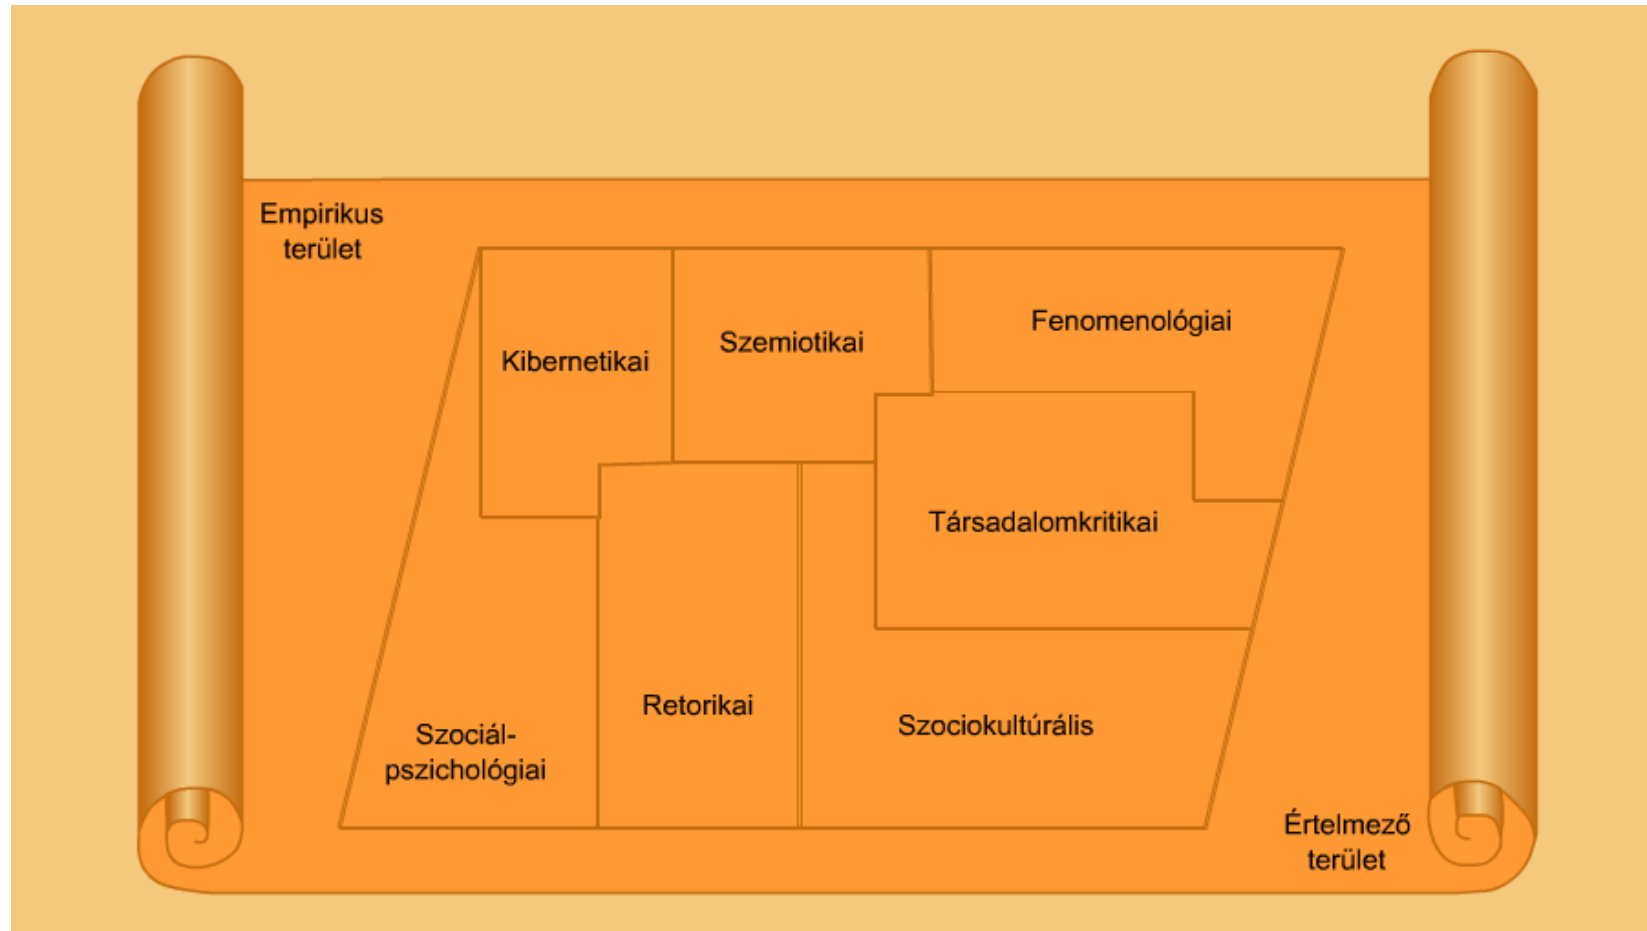 Empirikus
terület
Kibernetikai
Szemiotikai
Fenomenológiai
Társadalomkritikai
Szociál-
pszichológiai
Retorikai
Szociokultúrális
Értelmező
terület